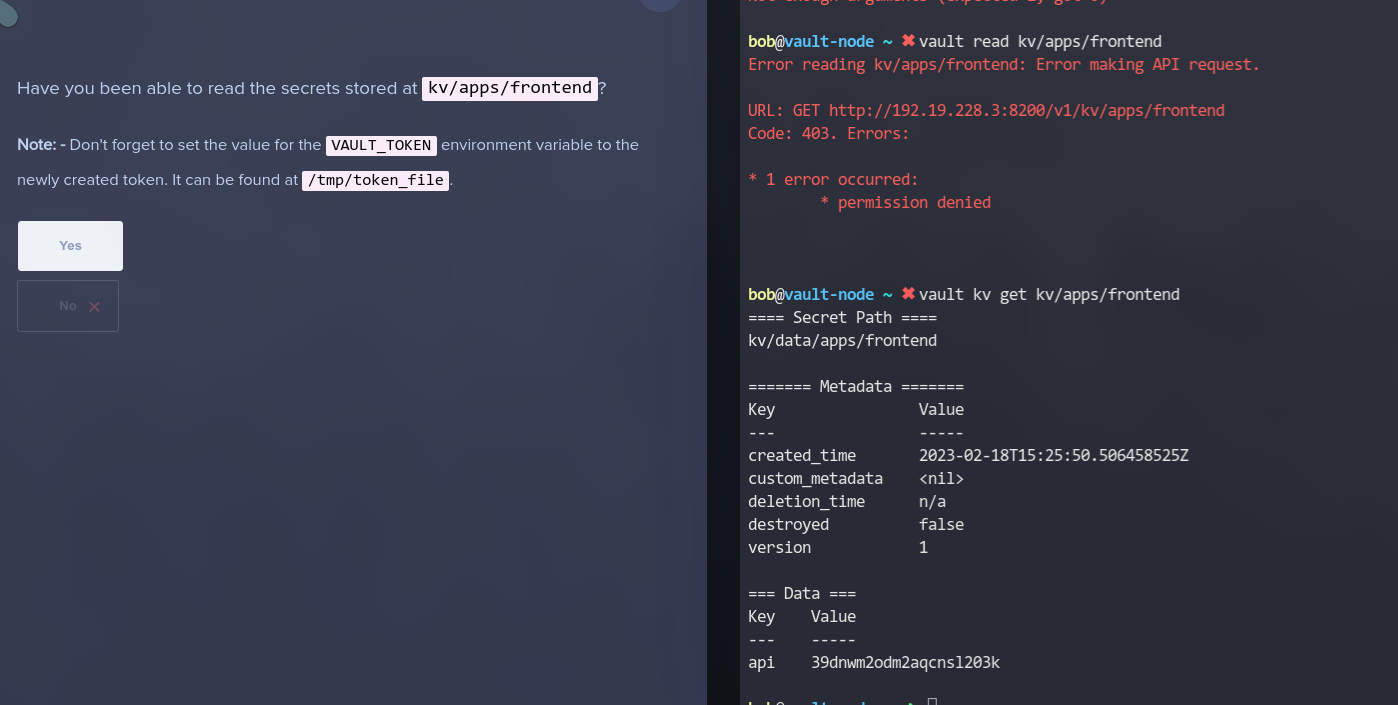 Have you been able to read the secrets stored at kv/apps/frontend?
Note: - Don't forget to set the value for the VAULT_TOKEN environment variable to the
newly created token. It can be found at /tmp/token_file.
Yes
No ✕
bob@vault-node ~ ✖ vault read kv/apps/frontend
Error reading kv/apps/frontend: Error making API request.
URL: GET http://192.19.228.3:8200/v1/kv/apps/frontend
Code: 403. Errors:
* 1 error occurred:
* permission denied
bob@vault-node ~ ✖ vault kv get kv/apps/frontend
==== Secret Path ====
kv/data/apps/frontend
======= Metadata =======
Key Value
--- -----
created_time 2023-02-18T15:25:50.506458525Z
custom_metadata <nil>
deletion_time n/a
destroyed false
version 1
=== Data ===
Key Value
--- -----
api 39dnwm2odm2aqcnsl203k